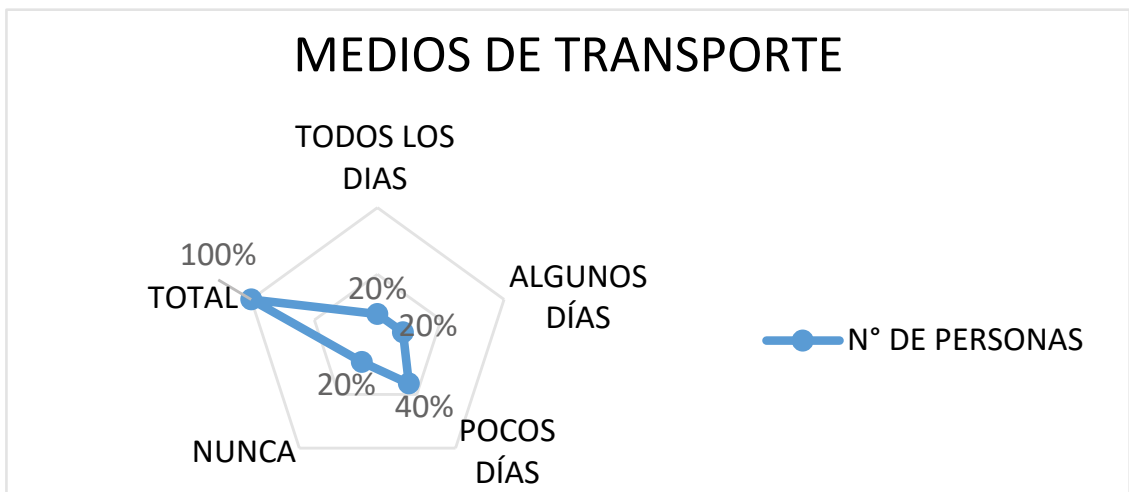 MEDIOS DE TRANSPORTE
TODOS LOS
DIAS
100%
TOTAL
20%
ALGUNOS
DÍAS
20%
N° DE PERSONAS
20%
40%
POCOS
DÍAS
NUNCA